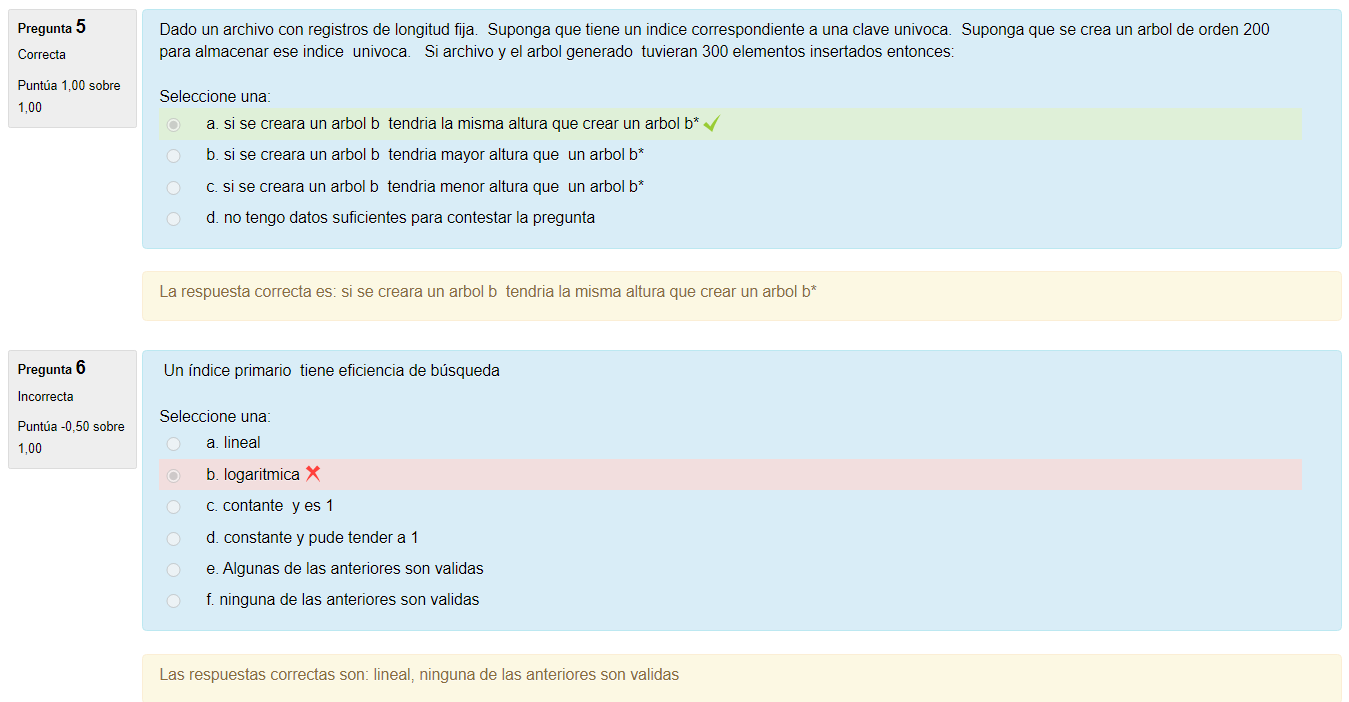 Pregunta 5
Correcta
Puntúa 1,00 sobre
1,00
Dado un archivo con registros de longitud fija.  Suponga que tiene un indice correspondiente a una clave univoca.  Suponga que se crea un arbol de orden 200
para almacenar ese indice  univoca.   Si archivo y el arbol generado  tuvieran 300 elementos insertados entonces:
Seleccione una:
a. si se creara un arbol b  tendria la misma altura que crear un arbol b*
b. si se creara un arbol b  tendria mayor altura que  un arbol b*
c. si se creara un arbol b  tendria menor altura que  un arbol b*
d. no tengo datos suficientes para contestar la pregunta
La respuesta correcta es: si se creara un arbol b  tendria la misma altura que crear un arbol b*
Pregunta 6
Incorrecta
Puntúa -0,50 sobre
1,00
Un índice primario  tiene eficiencia de búsqueda
Seleccione una:
a. lineal
b. logaritmica
c. contante  y es 1
d. constante y pude tender a 1
e. Algunas de las anteriores son validas
f. ninguna de las anteriores son validas
Las respuestas correctas son: lineal, ninguna de las anteriores son validas